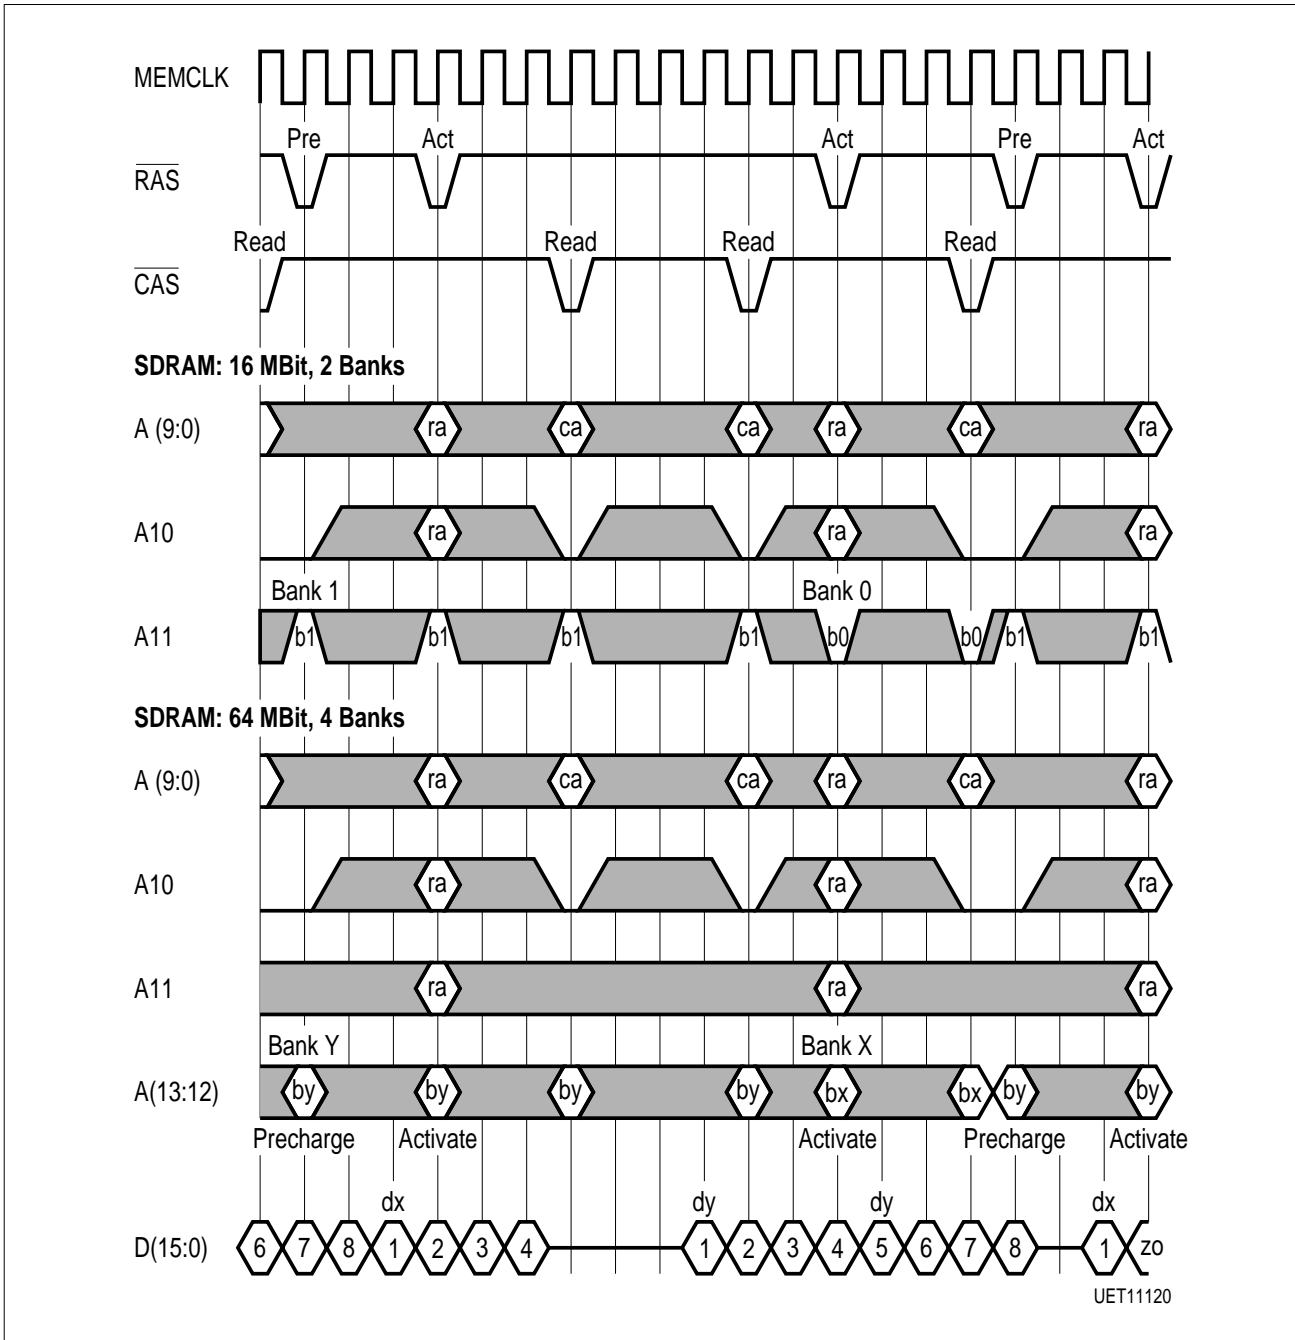 MEMCLK
Pre Act Act Pre Act
RAS
Read Read Read Read
CAS
SDRAM: 16 MBit, 2 Banks
A (9:0) ra ca ca ra ca ra
A10 ra ra ra
Bank 1 Bank 0
A11 b1 b1 b1 b1 b0 b0 b1 b1
SDRAM: 64 MBit, 4 Banks
A (9:0) ra ca ca ra ca ra
A10 ra ra ra
A11 ra ra ra
Bank Y Bank X
A(13:12) by by by by bx bx by by
Precharge Activate Activate Precharge Activate
dx dy dy dx
D(15:0) 6 7 8 1 2 3 4 1 2 3 4 5 6 7 8 1 zo
UET11120